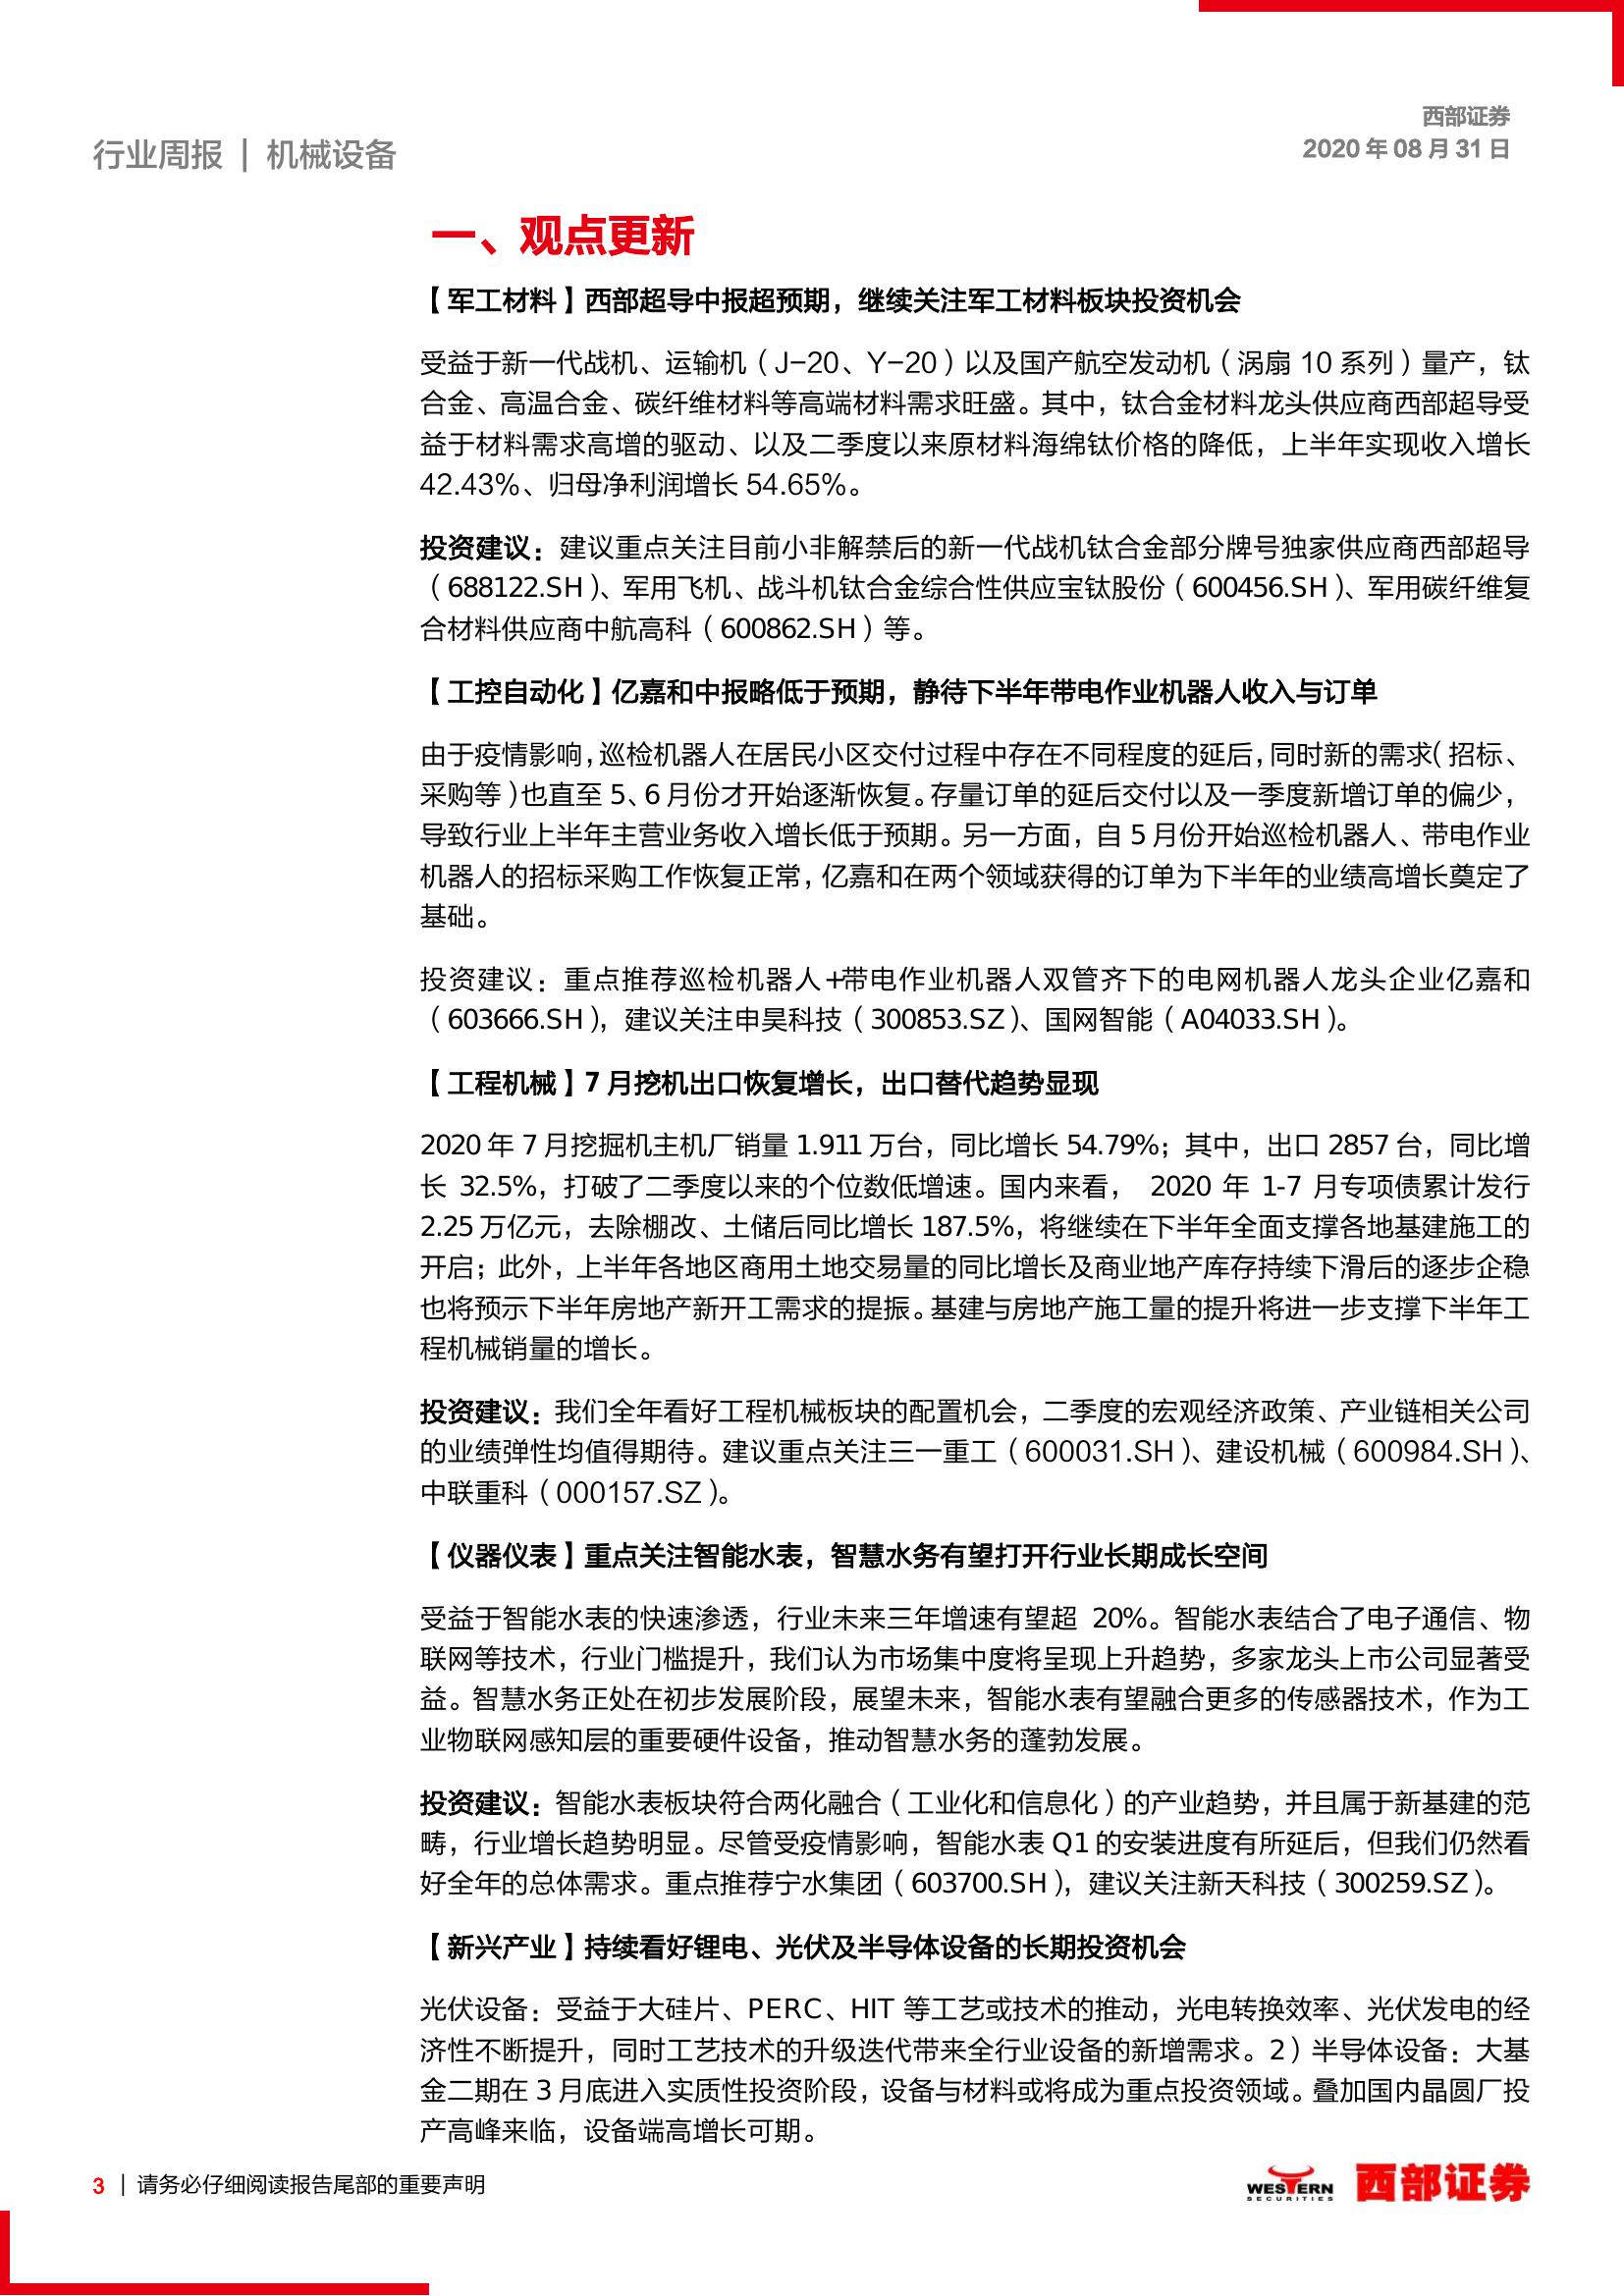 西部证券
2020 年 08 月 31 日
行业周报 | 机械设备
一、观点更新
【军工材料】西部超导中报超预期，继续关注军工材料板块投资机会
受益于新一代战机、运输机（J-20、Y-20）以及国产航空发动机（涡扇 10 系列）量产，钛
合金、高温合金、碳纤维材料等高端材料需求旺盛。其中，钛合金材料龙头供应商西部超导受
益于材料需求高增的驱动、以及二季度以来原材料海绵钛价格的降低，上半年实现收入增长
42.43%、归母净利润增长 54.65%。
投资建议：建议重点关注目前小非解禁后的新一代战机钛合金部分牌号独家供应商西部超导
（688122.SH）、军用飞机、战斗机钛合金综合性供应宝钛股份（600456.SH）、军用碳纤维复
合材料供应商中航高科（600862.SH）等。
【工控自动化】亿嘉和中报略低于预期，静待下半年带电作业机器人收入与订单
由于疫情影响，巡检机器人在居民小区交付过程中存在不同程度的延后，同时新的需求（招标、
采购等）也直至 5、6 月份才开始逐渐恢复。存量订单的延后交付以及一季度新增订单的偏少，
导致行业上半年主营业务收入增长低于预期。另一方面，自 5 月份开始巡检机器人、带电作业
机器人的招标采购工作恢复正常，亿嘉和在两个领域获得的订单为下半年的业绩高增长奠定了
基础。
投资建议：重点推荐巡检机器人+带电作业机器人双管齐下的电网机器人龙头企业亿嘉和
（603666.SH），建议关注申昊科技（300853.SZ）、国网智能（A04033.SH）。
【工程机械】7 月挖机出口恢复增长，出口替代趋势显现
2020 年 7 月挖掘机主机厂销量 1.911 万台，同比增长 54.79%；其中，出口 2857 台，同比增
长 32.5%，打破了二季度以来的个位数低增速。国内来看， 2020 年 1-7 月专项债累计发行
2.25 万亿元，去除棚改、土储后同比增长 187.5%，将继续在下半年全面支撑各地基建施工的
开启；此外，上半年各地区商用土地交易量的同比增长及商业地产库存持续下滑后的逐步企稳
也将预示下半年房地产新开工需求的提振。基建与房地产施工量的提升将进一步支撑下半年工
程机械销量的增长。
投资建议：我们全年看好工程机械板块的配置机会，二季度的宏观经济政策、产业链相关公司
的业绩弹性均值得期待。建议重点关注三一重工（600031.SH）、建设机械（600984.SH）、
中联重科（000157.SZ）。
【仪器仪表】重点关注智能水表，智慧水务有望打开行业长期成长空间
受益于智能水表的快速渗透，行业未来三年增速有望超 20%。智能水表结合了电子通信、物
联网等技术，行业门槛提升，我们认为市场集中度将呈现上升趋势，多家龙头上市公司显著受
益。智慧水务正处在初步发展阶段，展望未来，智能水表有望融合更多的传感器技术，作为工
业物联网感知层的重要硬件设备，推动智慧水务的蓬勃发展。
投资建议：智能水表板块符合两化融合（工业化和信息化）的产业趋势，并且属于新基建的范
畴，行业增长趋势明显。尽管受疫情影响，智能水表 Q1 的安装进度有所延后，但我们仍然看
好全年的总体需求。重点推荐宁水集团（603700.SH），建议关注新天科技（300259.SZ）。
【新兴产业】持续看好锂电、光伏及半导体设备的长期投资机会
光伏设备：受益于大硅片、PERC、HIT 等工艺或技术的推动，光电转换效率、光伏发电的经
济性不断提升，同时工艺技术的升级迭代带来全行业设备的新增需求。2）半导体设备：大基
金二期在 3 月底进入实质性投资阶段，设备与材料或将成为重点投资领域。叠加国内晶圆厂投
产高峰来临，设备端高增长可期。
3 | 请务必仔细阅读报告尾部的重要声明
WESTERN
SECURITIES
西部证券